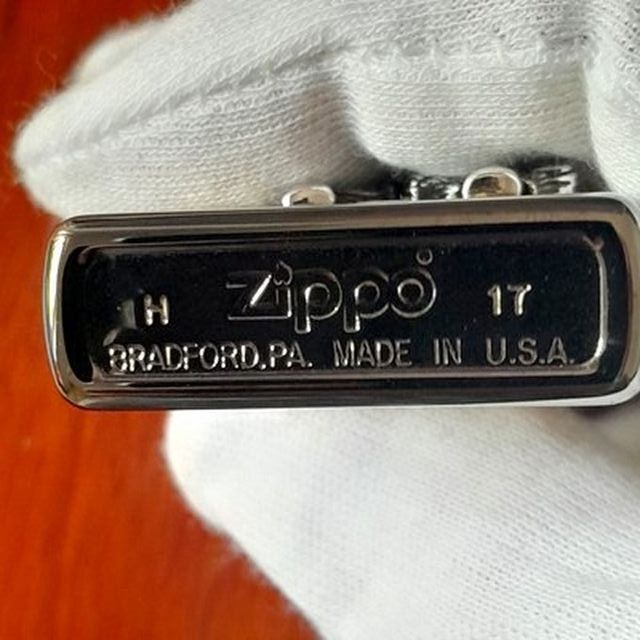 H Zippo® 17
BRADFORD,PA. MADE IN U.S.A.